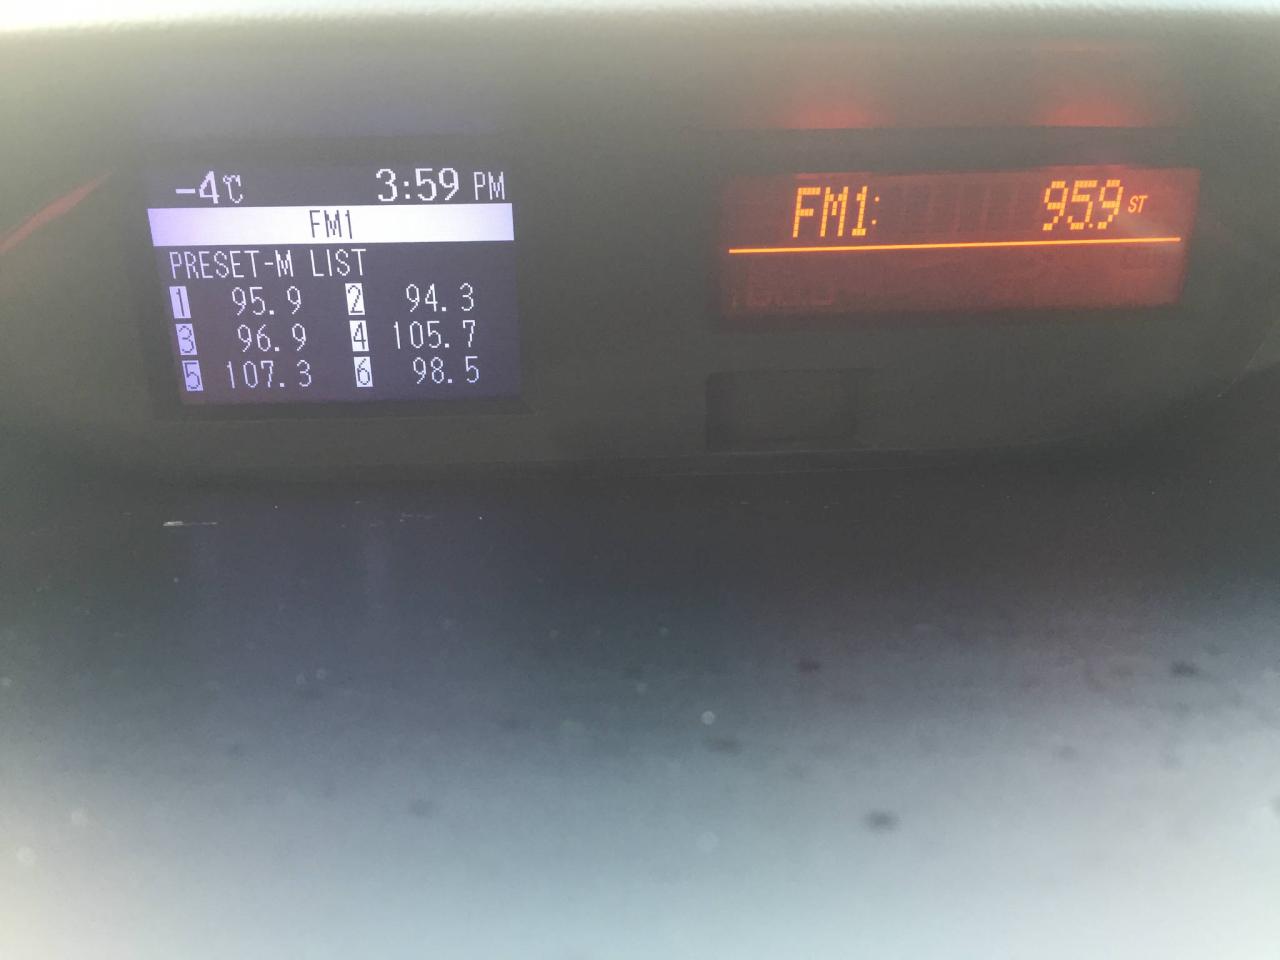 -4℃ 3:59 PM
FM1
PRESET-M LIST
1 95.9 2 94.3
3 96.9 4 105.7
5 107.3 6 98.5
FM1: 95.9 ST